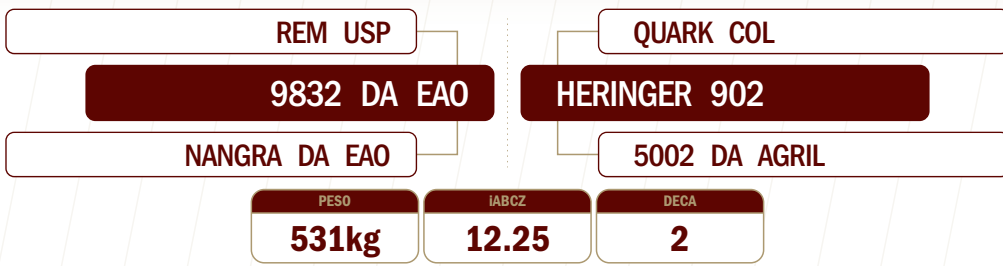 REM USP
QUARK COL
9832 DA EAO
HERINGER 902
NANGRA DA EAO
5002 DA AGRIL
PESO
iABCZ
DECA
531kg
12.25
2